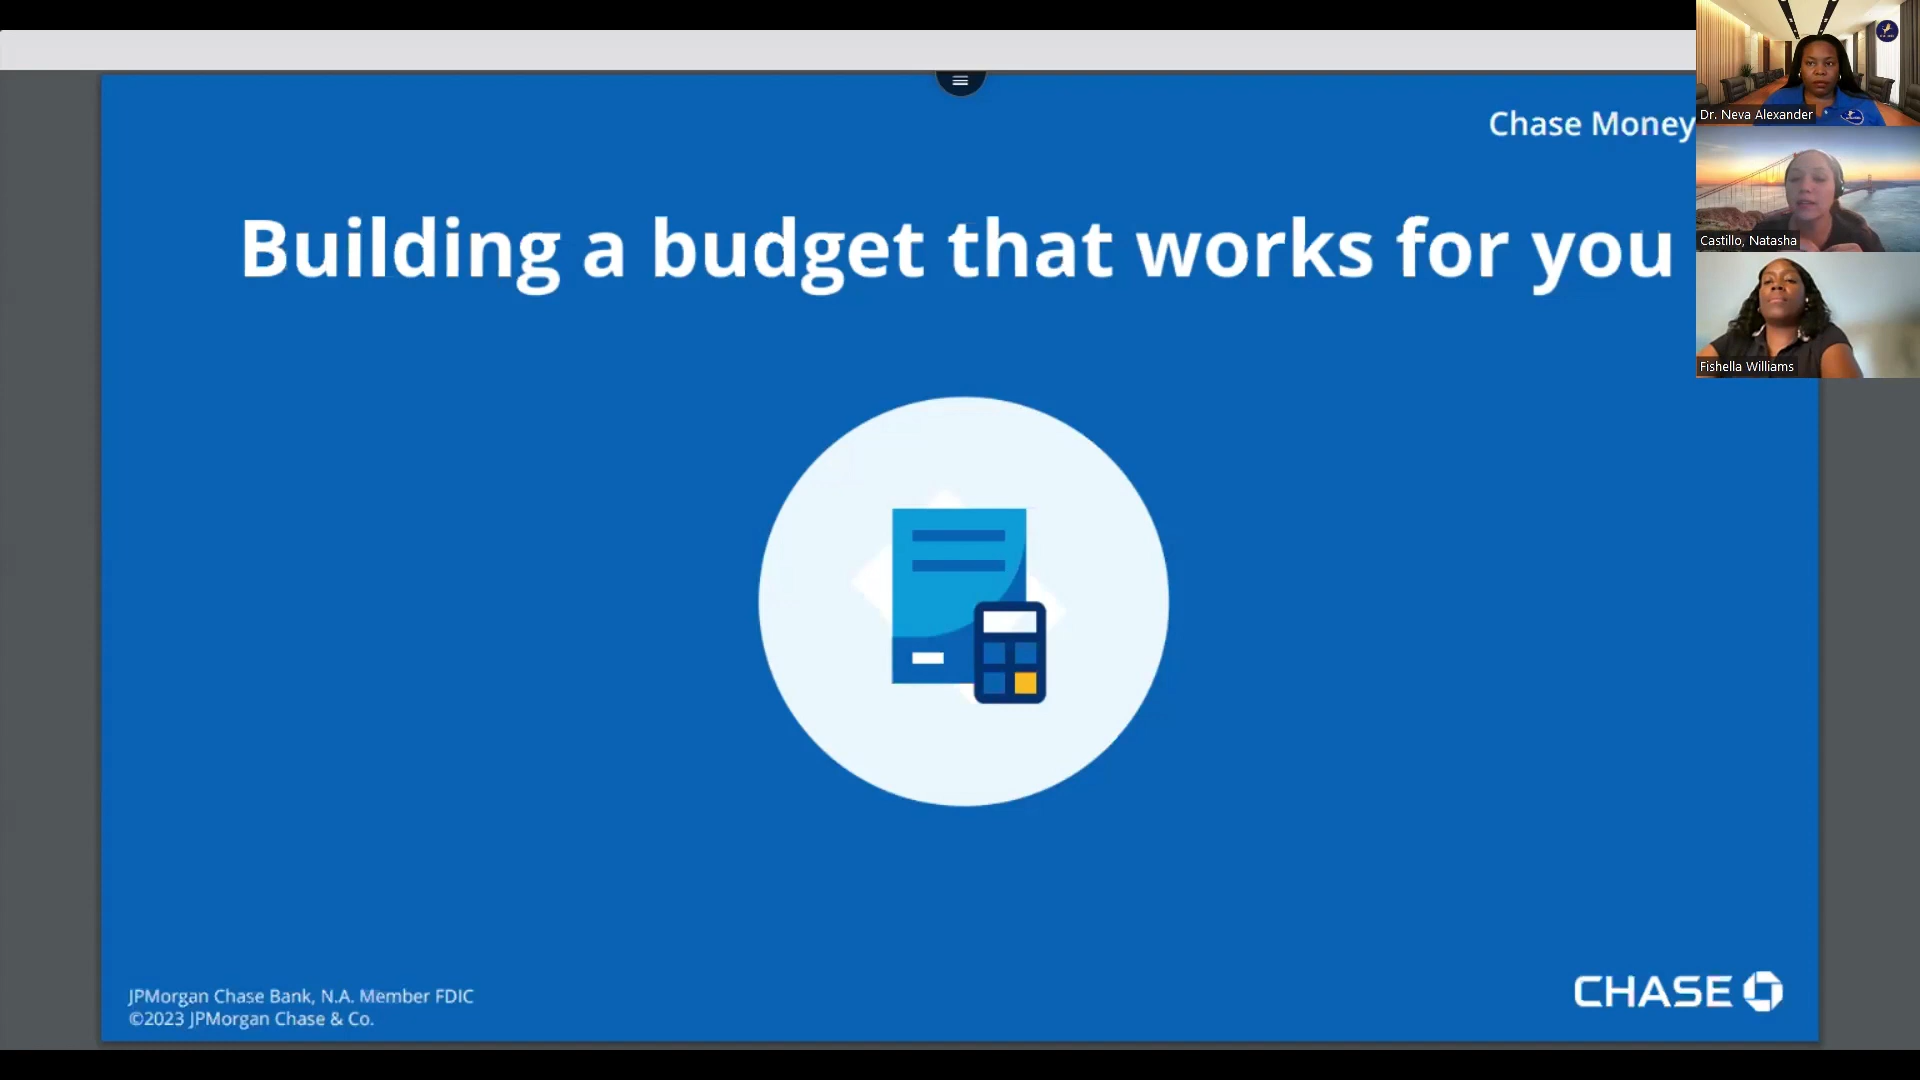 Chase Money
Building a budget that works for you
Dr. Neva Alexander
Castillo, Natasha
Fishella Williams
JPMorgan Chase Bank, N.A. Member FDIC
©2023 JPMorgan Chase & Co.
CHASE